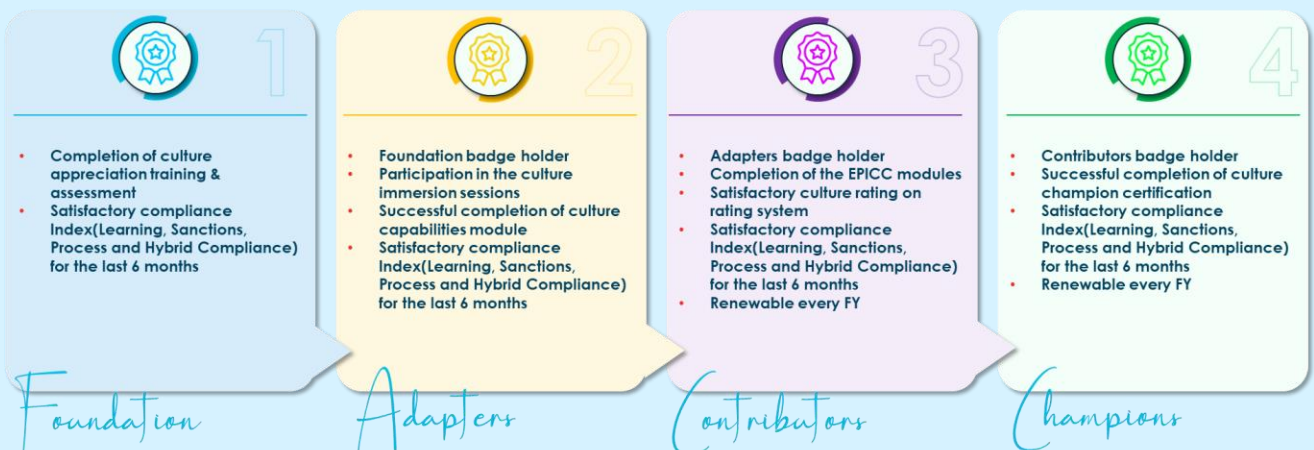 1
• Completion of culture
appreciation training &
assessment
• Satisfactory compliance
Index(Learning, Sanctions,
Process and Hybrid Compliance)
for the last 6 months
Foundation
2
• Foundation badge holder
• Participation in the culture
immersion sessions
• Successful completion of culture
capabilities module
• Satisfactory compliance
Index(Learning, Sanctions,
Process and Hybrid Compliance)
for the last 6 months
Adapters
3
• Adapters badge holder
• Completion of the EPICC modules
• Satisfactory culture rating on
rating system
• Satisfactory compliance
Index(Learning, Sanctions,
Process and Hybrid Compliance)
for the last 6 months
• Renewable every FY
Contributors
4
• Contributors badge holder
• Successful completion of culture
champion certification
• Satisfactory compliance
Index(Learning, Sanctions,
Process and Hybrid Compliance)
for the last 6 months
• Renewable every FY
Champions